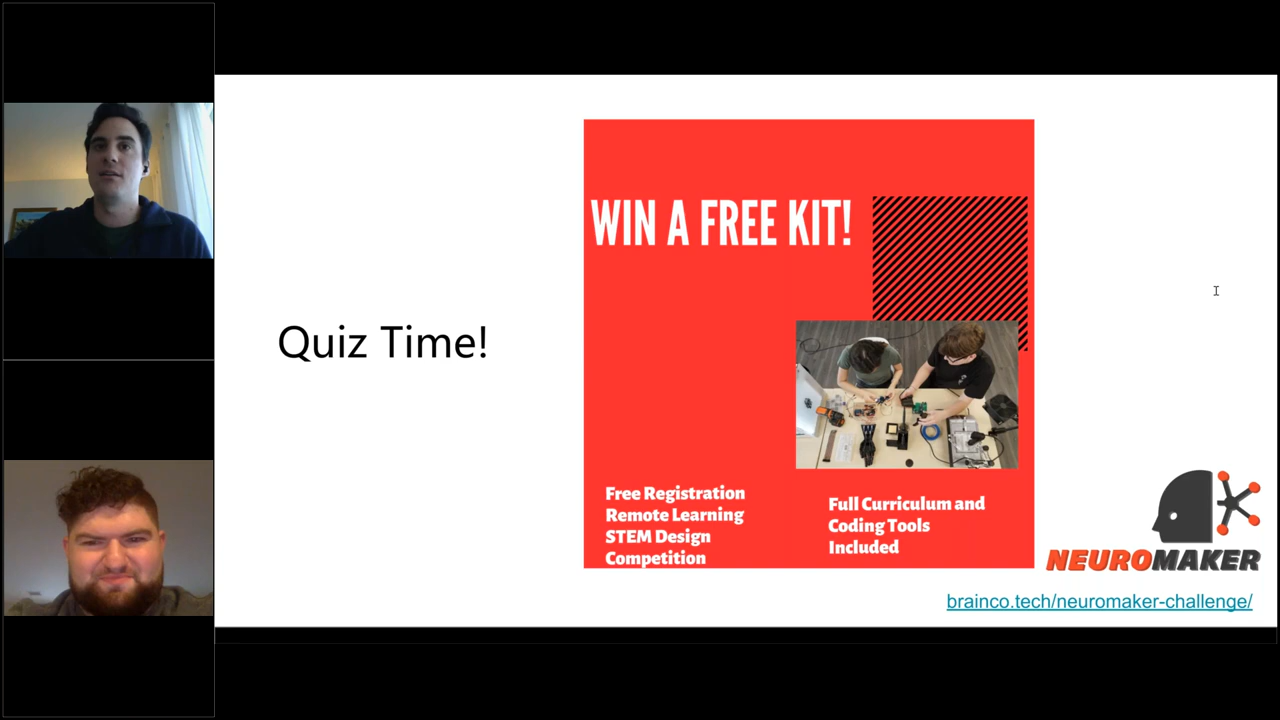 Quiz Time!
WIN A FREE KIT!
Free Registration
Remote Learning
STEM Design
Competition
Full Curriculum and
Coding Tools
Included
NEUROMAKER
brainco.tech/neuromaker-challenge/